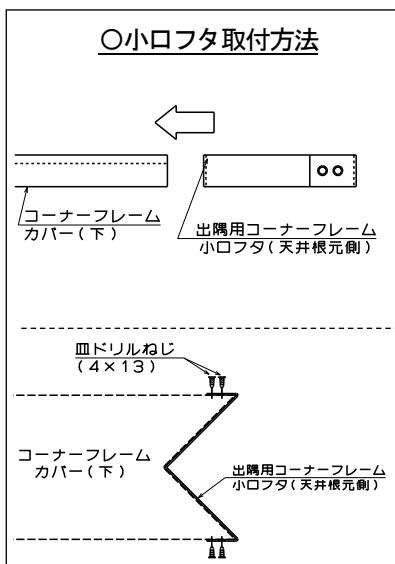 〇小口フタ取付方法
コーナーフレーム
カバー(下)
出隅用コーナーフレーム
小口フタ(天井根元側)
皿ドリルねじ
(4×13)
コーナーフレーム
カバー(下)
出隅用コーナーフレーム
小口フタ(天井根元側)